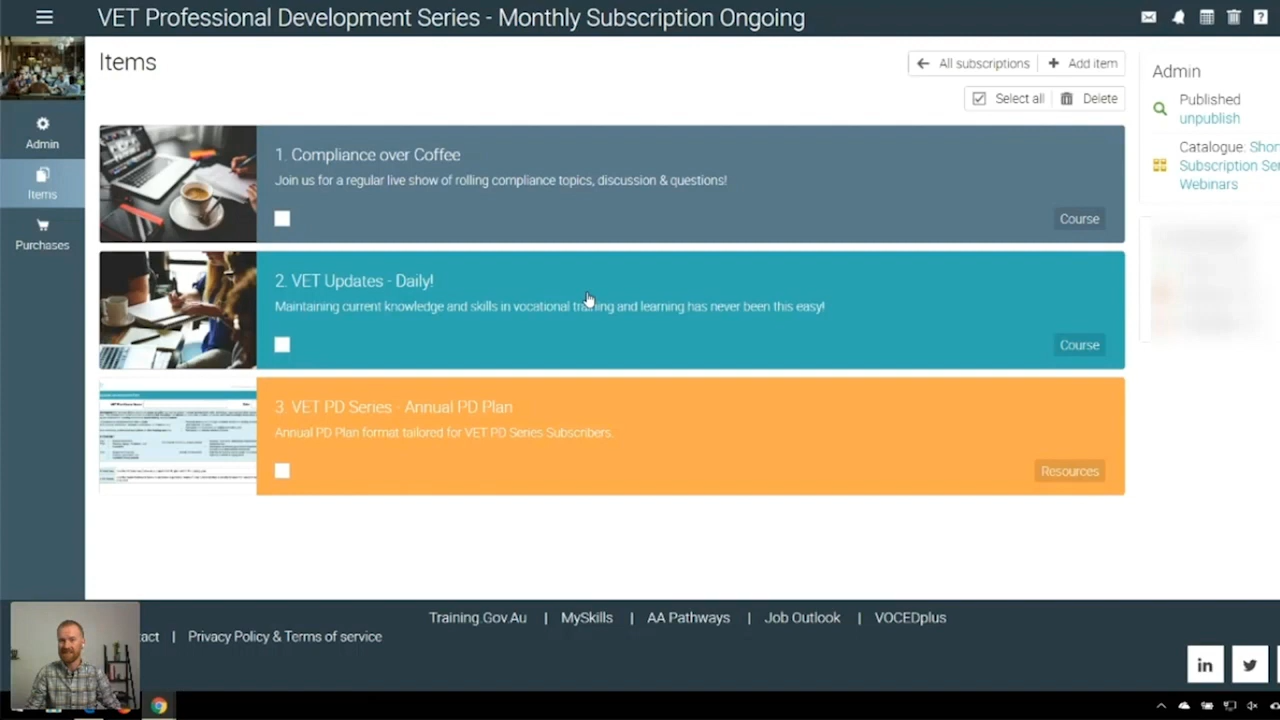 VET Professional Development Series - Monthly Subscription Ongoing
Items
All subscriptions
Add item
Select all
Delete
Admin
Published
unpublish
Catalogue: Shor
Subscription Se
Webinars
Admin
Items
Purchases
1. Compliance over Coffee
Join us for a regular live show of rolling compliance topics, discussion & questions!
Course
2. VET Updates - Daily!
Maintaining current knowledge and skills in vocational training and learning has never been this easy!
Course
3. VET PD Series - Annual PD Plan
Annual PD Plan format tailored for VET PD Series Subscribers.
Resources
Training Gov Au | MySkills | AA Pathways | Job Outlook | VOCEDplus
tact | Privacy Policy & Terms of service
in